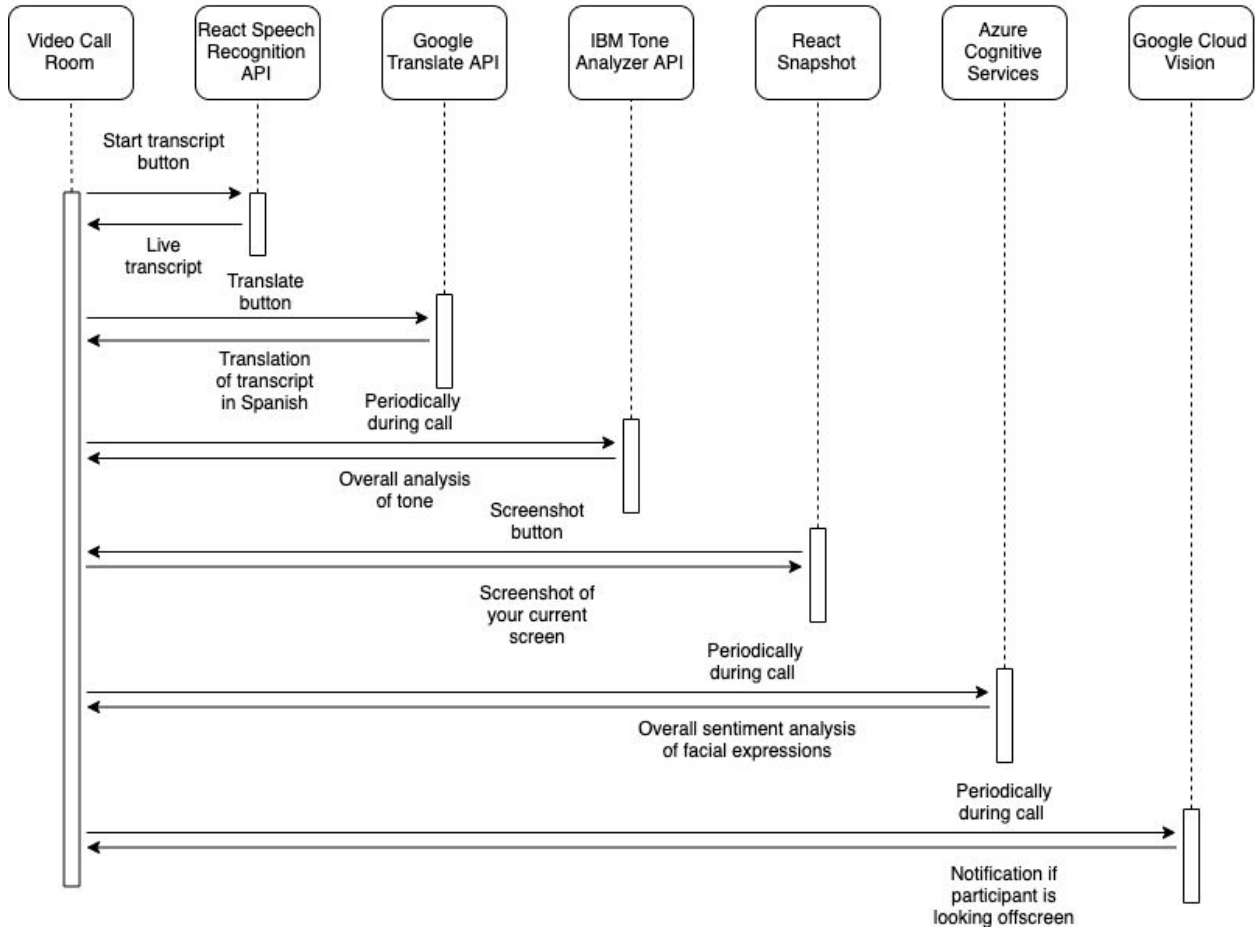 Video Call
Room
React Speech
Recognition
API
Google
Translate API
IBM Tone
Analyzer API
React
Snapshot
Azure
Cognitive
Services
Google Cloud
Vision
Start transcript
button
Live
transcript
Translate
button
Translation
of transcript
in Spanish
Periodically
during call
Overall analysis
of tone
Screenshot
button
Screenshot of
your current
screen
Periodically
during call
Overall sentiment analysis
of facial expressions
Periodically
during call
Notification if
participant is
looking offscreen